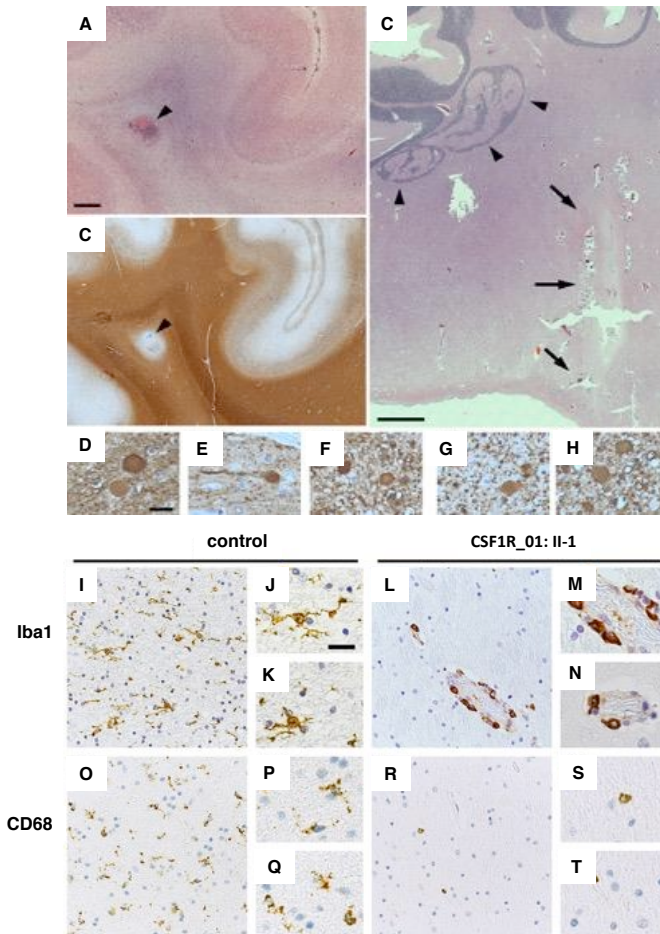 A
C
C
D E F G H
control CSF1R_01: II-1
Iba1
I J L M
K N
CD68
O P R S
Q T